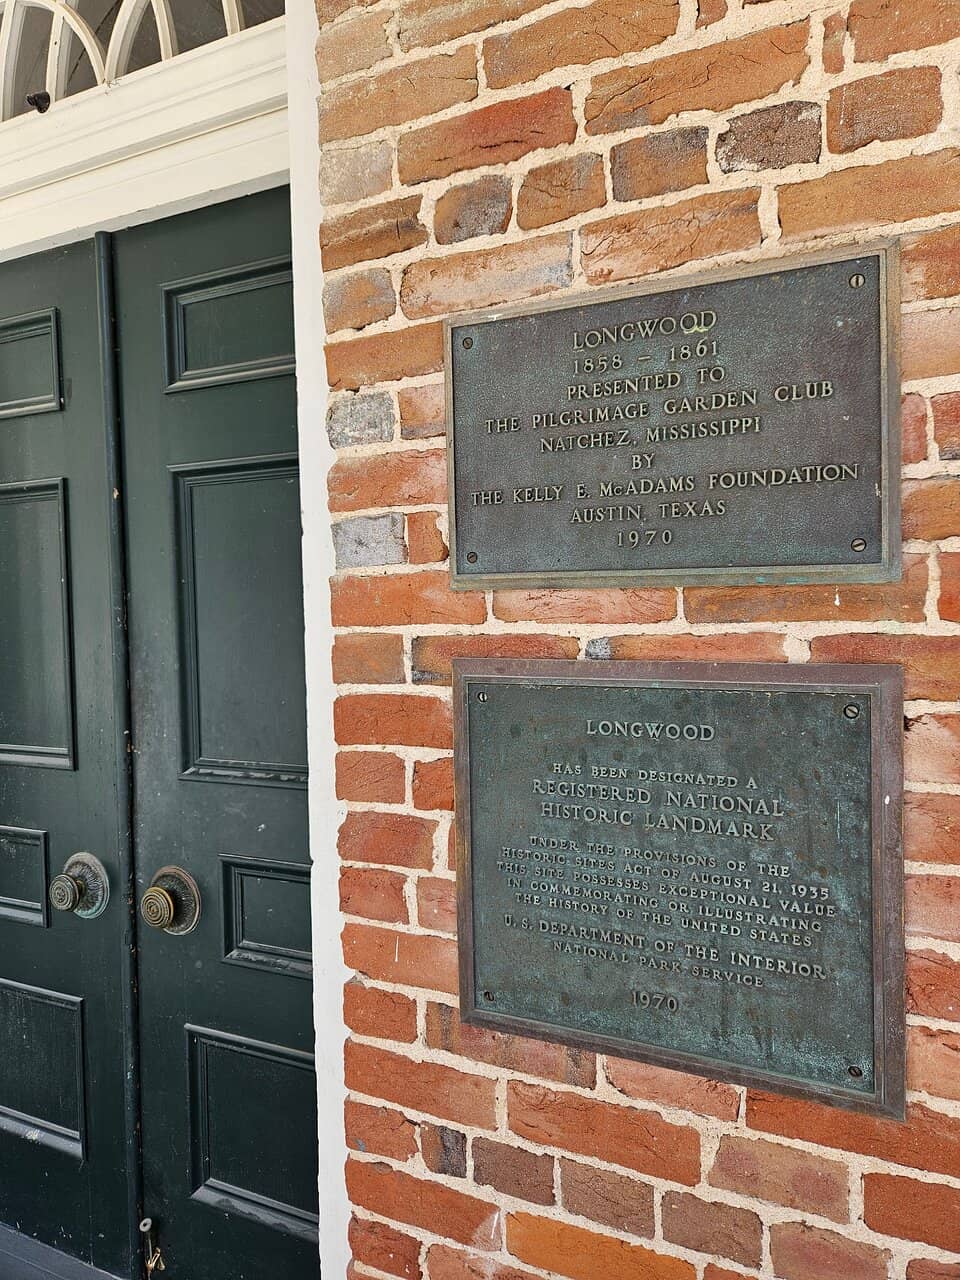 LONGWOOD
1858 – 1861
PRESENTED TO
THE PILGRIMAGE GARDEN CLUB
NATCHEZ, MISSISSIPPI
BY
THE KELLY E. McADAMS FOUNDATION
AUSTIN, TEXAS
1970
LONGWOOD
HAS BEEN DESIGNATED A
REGISTERED NATIONAL
HISTORIC LANDMARK
UNDER THE PROVISIONS OF THE
HISTORIC SITES ACT OF AUGUST 21, 1935
THIS SITE POSSESSES EXCEPTIONAL VALUE
IN COMMEMORATING OR ILLUSTRATING
THE HISTORY OF THE UNITED STATES
U. S. DEPARTMENT OF THE INTERIOR
NATIONAL PARK SERVICE
1970